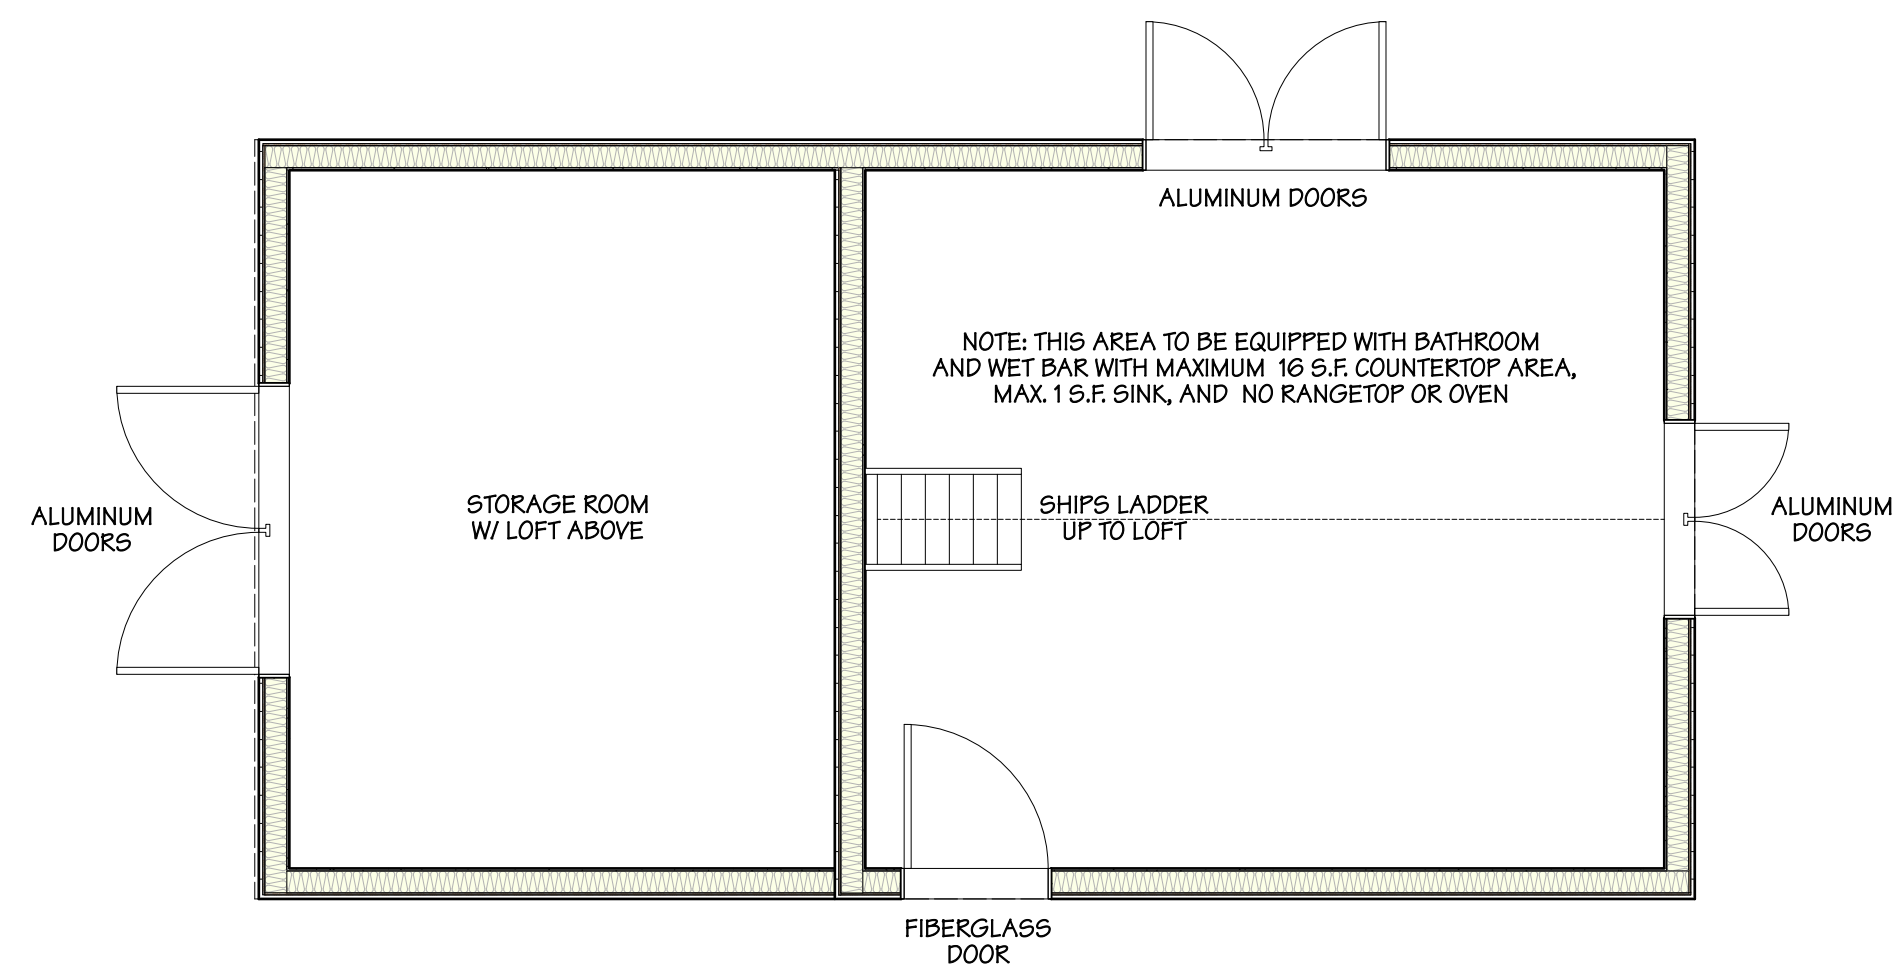 ALUMINUM DOORS
NOTE: THIS AREA TO BE EQUIPPED WITH BATHROOM
AND WET BAR WITH MAXIMUM 16 S.F. COUNTERTOP AREA,
MAX. 1 S.F. SINK, AND NO RANGETOP OR OVEN
ALUMINUM
DOORS
STORAGE ROOM
W/ LOFT ABOVE
SHIPS LADDER
UP TO LOFT
ALUMINUM
DOORS
FIBERGLASS
DOOR